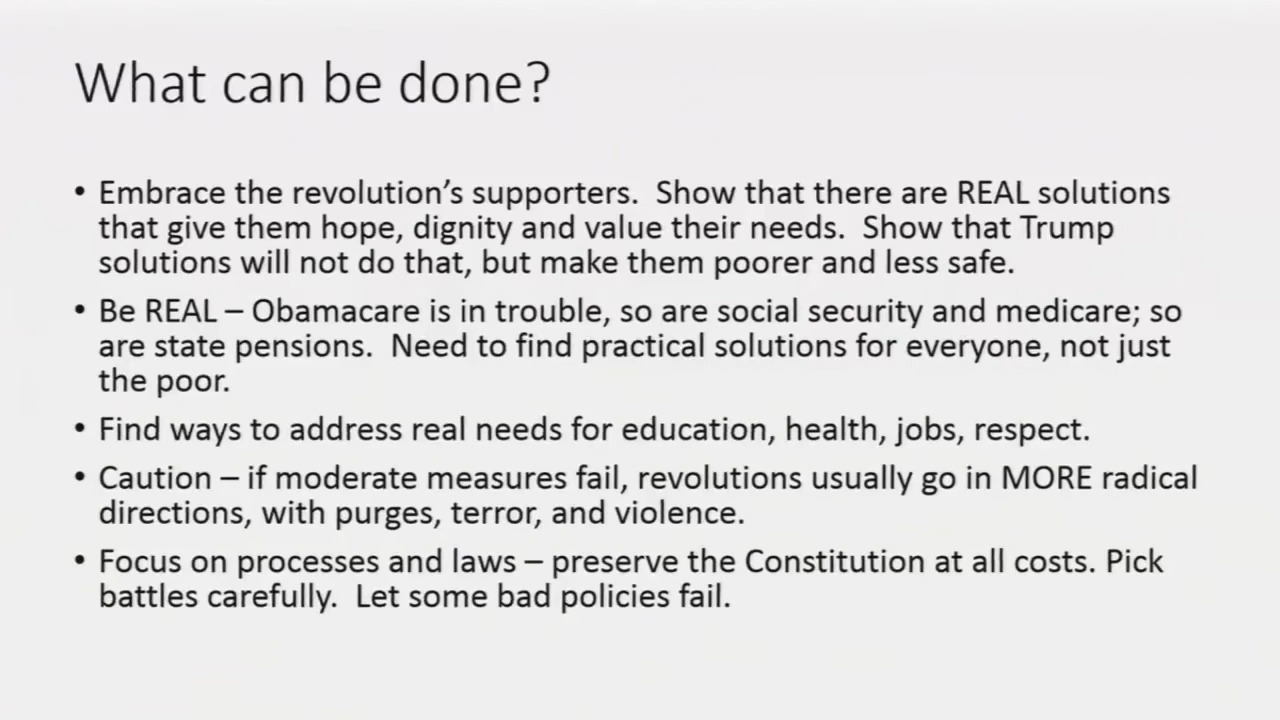 What can be done?
• Embrace the revolution’s supporters.  Show that there are REAL solutions
that give them hope, dignity and value their needs.  Show that Trump
solutions will not do that, but make them poorer and less safe.
• Be REAL – Obamacare is in trouble, so are social security and medicare; so
are state pensions.  Need to find practical solutions for everyone, not just
the poor.
• Find ways to address real needs for education, health, jobs, respect.
• Caution – if moderate measures fail, revolutions usually go in MORE radical
directions, with purges, terror, and violence.
• Focus on processes and laws – preserve the Constitution at all costs. Pick
battles carefully.  Let some bad policies fail.